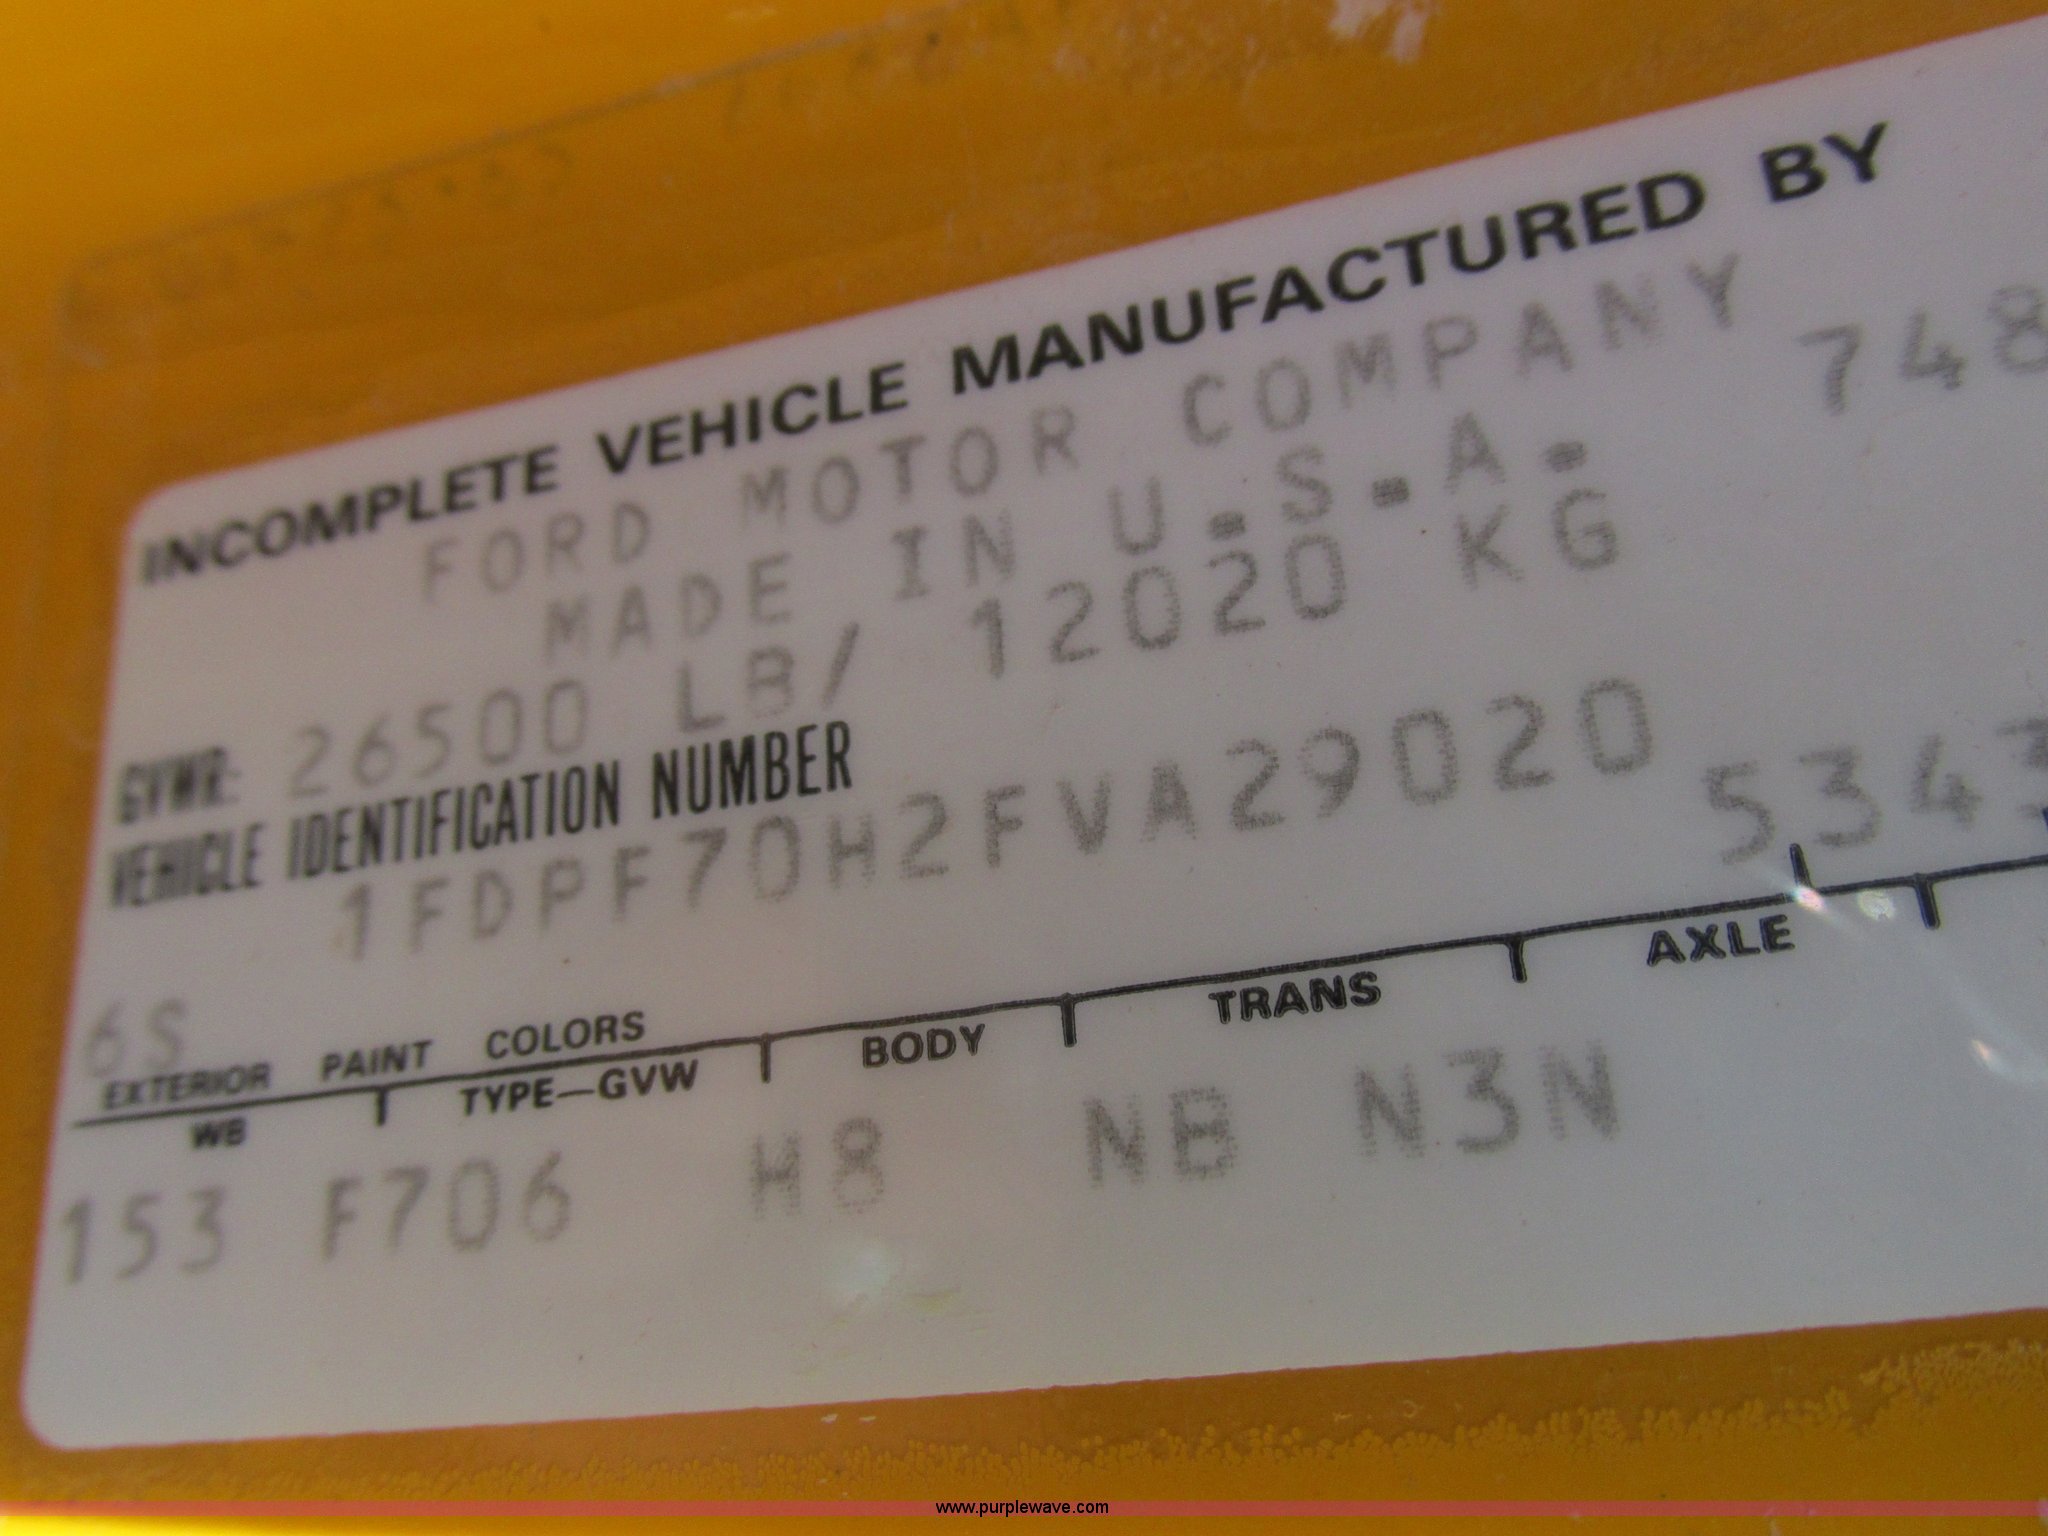 INCOMPLETE VEHICLE MANUFACTURED BY
FORD MOTOR COMPANY
748
MADE IN U.S.A.
GVWR: 26500 LB/ 12020 KG
VEHICLE IDENTIFICATION NUMBER
1FDPF70H2FVA29020
5343
6S
EXTERIOR PAINT COLORS
WB TYPE—GVW BODY TRANS AXLE
153 F706 H8 NB N3N
www.purplewave.com